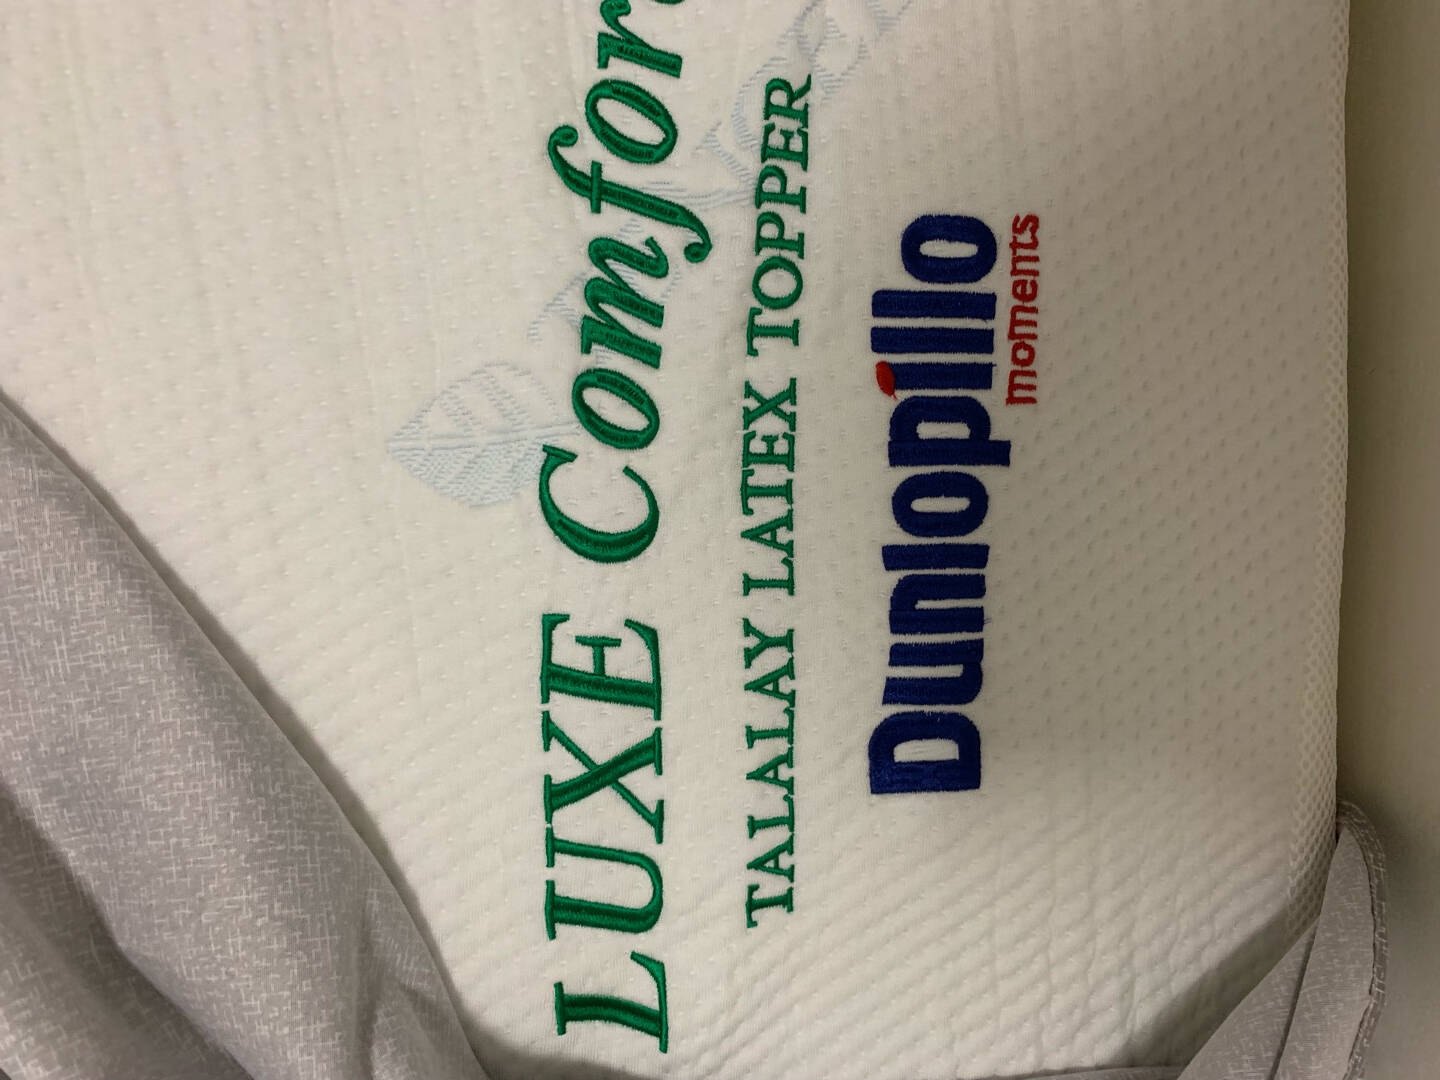 LUXE Comfor
TALALAY LATEX TOPPER
Dunlopillo
moments